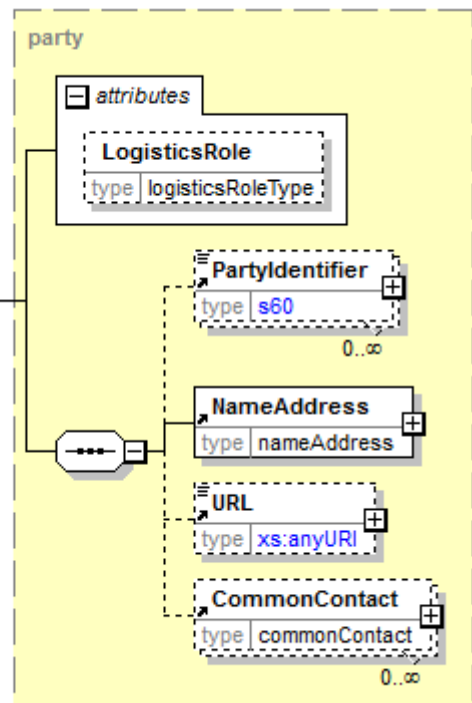 party
attributes
LogisticsRole
type logisticsRoleType
PartyIdentifier
type s60
0..∞
NameAddress
type nameAddress
URL
type xs:anyURI
CommonContact
type commonContact
0..∞